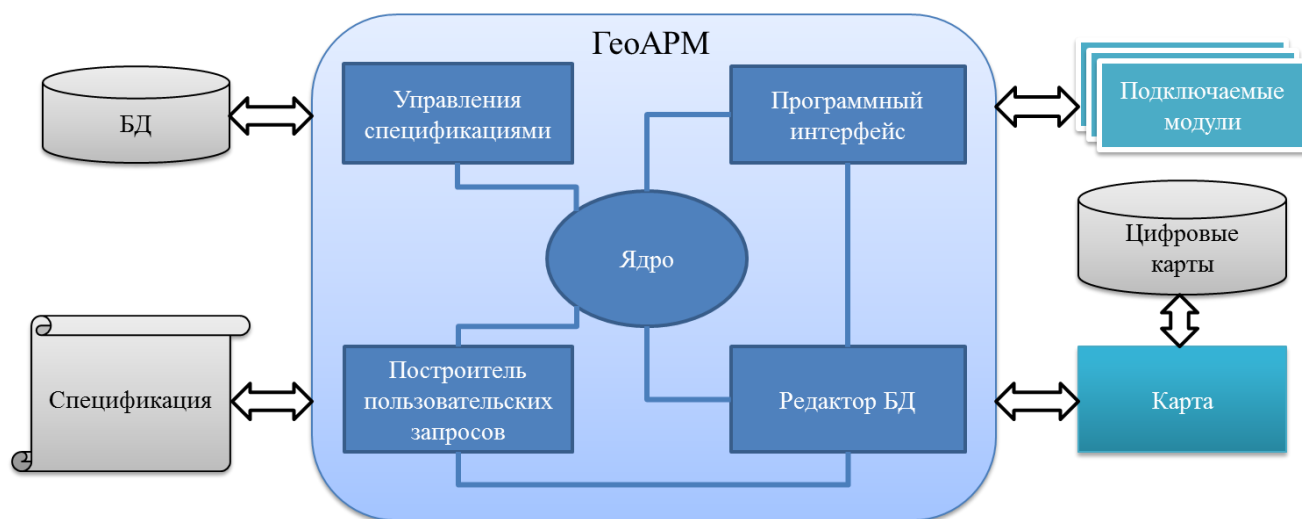 ГеоАРМ
БД
Управления
спецификациями
Программный
интерфейс
Подключаемые
модули
Ядро
Цифровые
карты
Спецификация
Построитель
пользовательских
запросов
Редактор БД
Карта